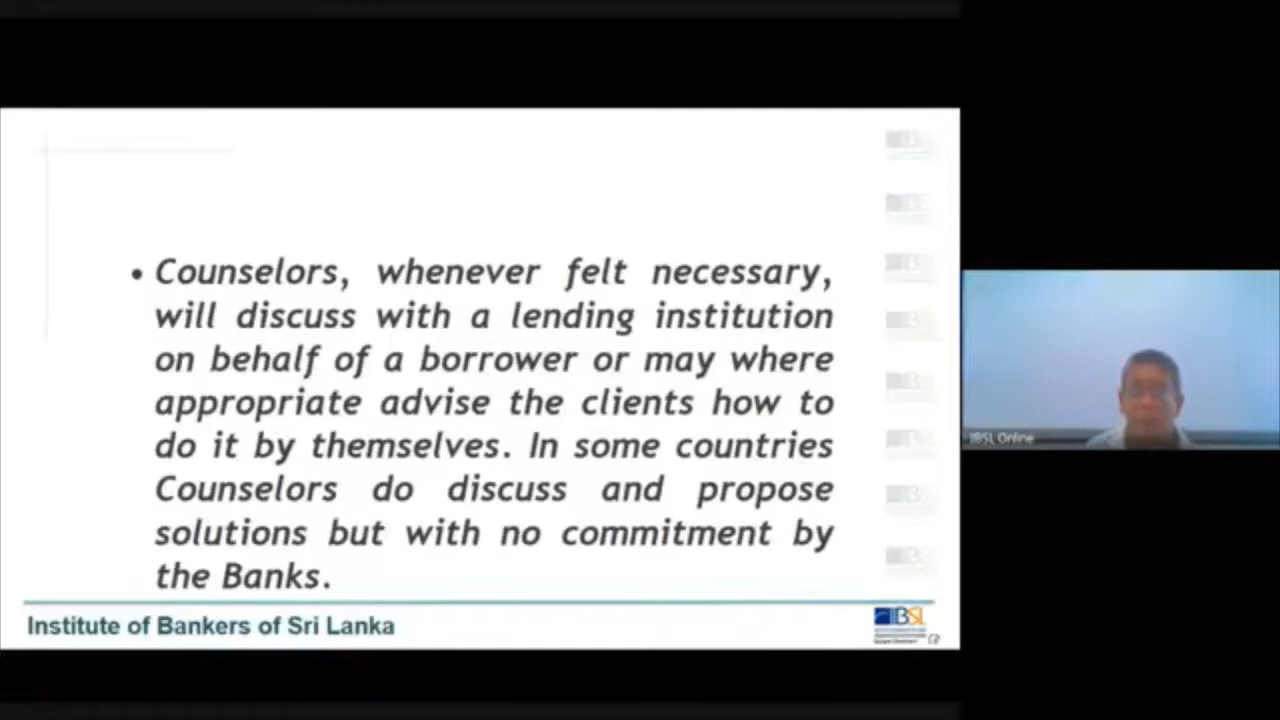 • Counselors, whenever felt necessary,
will discuss with a lending institution
on behalf of a borrower or may where
appropriate advise the clients how to
do it by themselves. In some countries
Counselors do discuss and propose
solutions but with no commitment by
the Banks.
Institute of Bankers of Sri Lanka
IBSL
IBSL Online